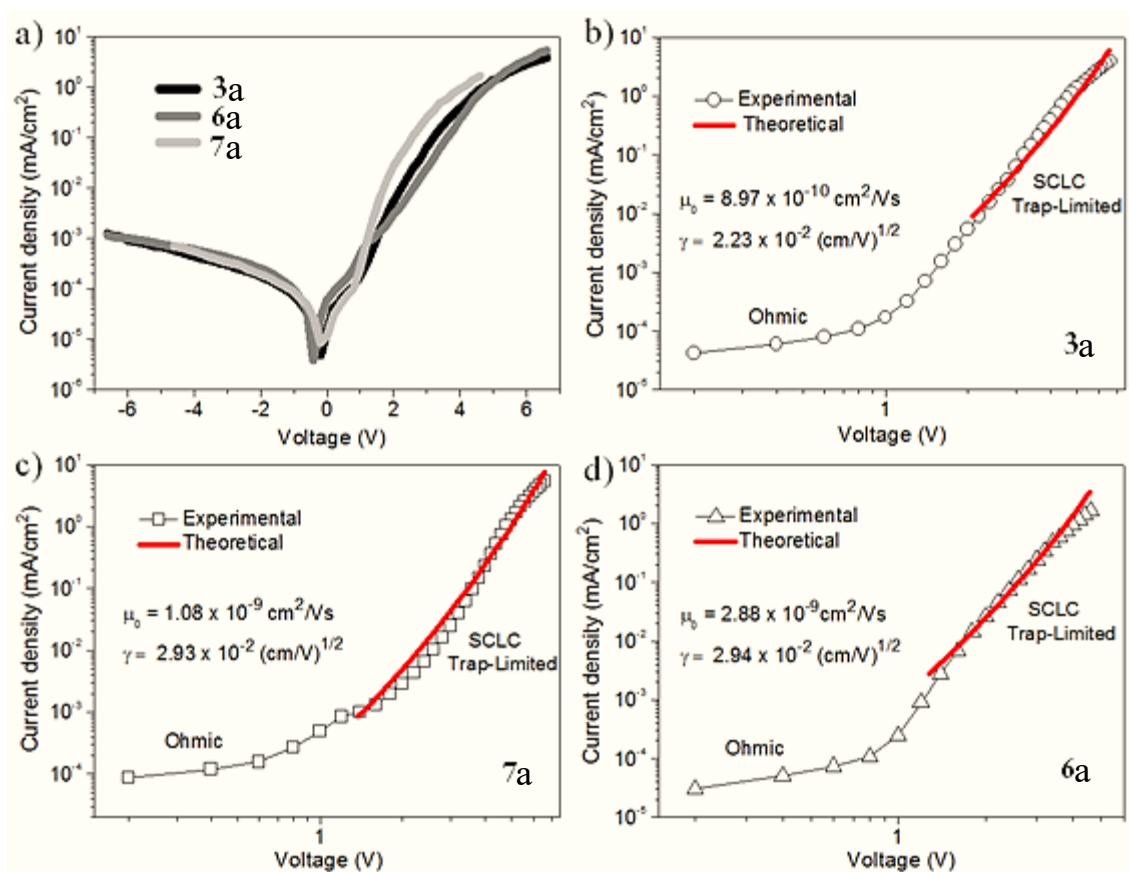 a)
10¹
10⁰
10⁻¹
10⁻²
10⁻³
10⁻⁴
10⁻⁵
10⁻⁶
Current density (mA/cm²)
3a
6a
7a
-6 -4 -2 0 2 4 6
Voltage (V)
b)
10¹
10⁰
10⁻¹
10⁻²
10⁻³
10⁻⁴
10⁻⁵
10⁻⁶
Current density (mA/cm²)
Experimental
Theoretical
μ₀ = 8.97 x 10⁻¹⁰ cm²/Vs
γ = 2.23 x 10⁻² (cm/V)¹/²
SCLC
Trap-Limited
Ohmic
3a
1
Voltage (V)
c)
10¹
10⁰
10⁻¹
10⁻²
10⁻³
10⁻⁴
Current density (mA/cm²)
Experimental
Theoretical
μ₀ = 1.08 x 10⁻⁹ cm²/Vs
γ = 2.93 x 10⁻² (cm/V)¹/²
SCLC
Trap-Limited
Ohmic
7a
1
Voltage (V)
d)
10¹
10⁰
10⁻¹
10⁻²
10⁻³
10⁻⁴
10⁻⁵
Current density (mA/cm²)
Experimental
Theoretical
μ₀ = 2.88 x 10⁻⁹cm²/Vs
γ = 2.94 x 10⁻² (cm/V)¹/²
SCLC
Trap-Limited
Ohmic
6a
1
Voltage (V)